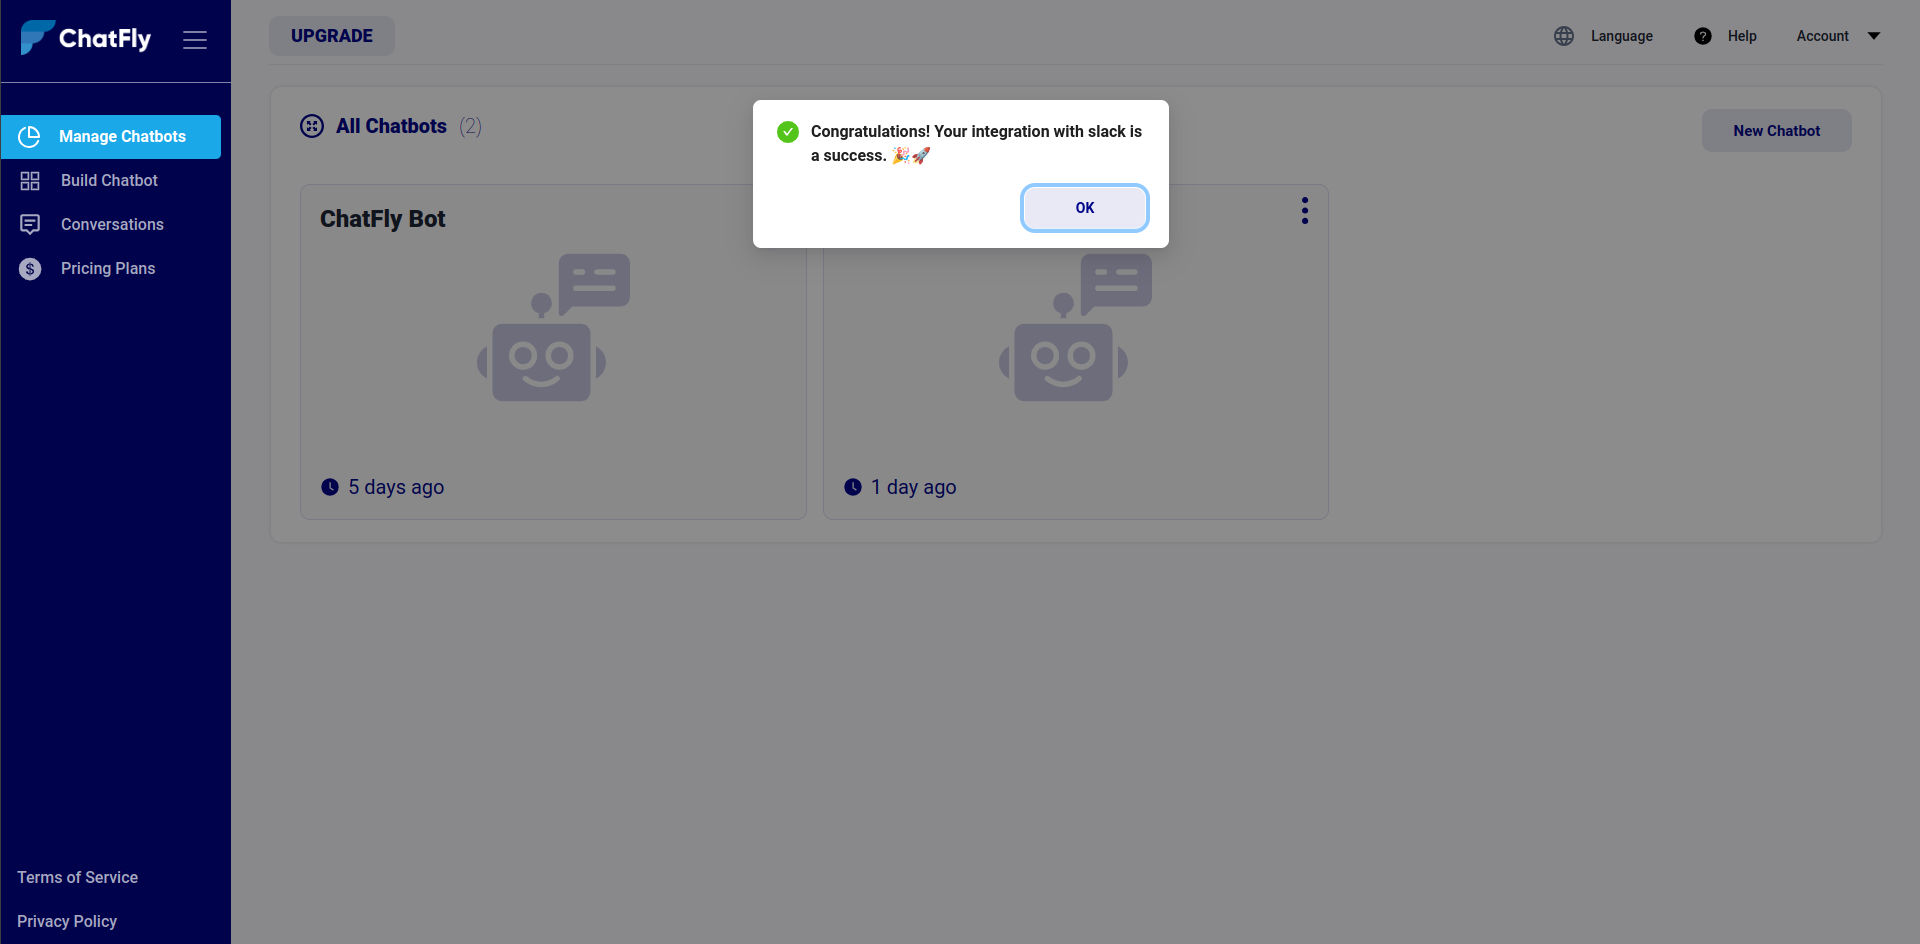 ChatFly
Manage Chatbots
Build Chatbot
Conversations
Pricing Plans
Terms of Service
Privacy Policy
UPGRADE
Language
Help
Account
All Chatbots (2)
New Chatbot
Congratulations! Your integration with slack is
a success. 🎉🚀
OK
ChatFly Bot
5 days ago
1 day ago